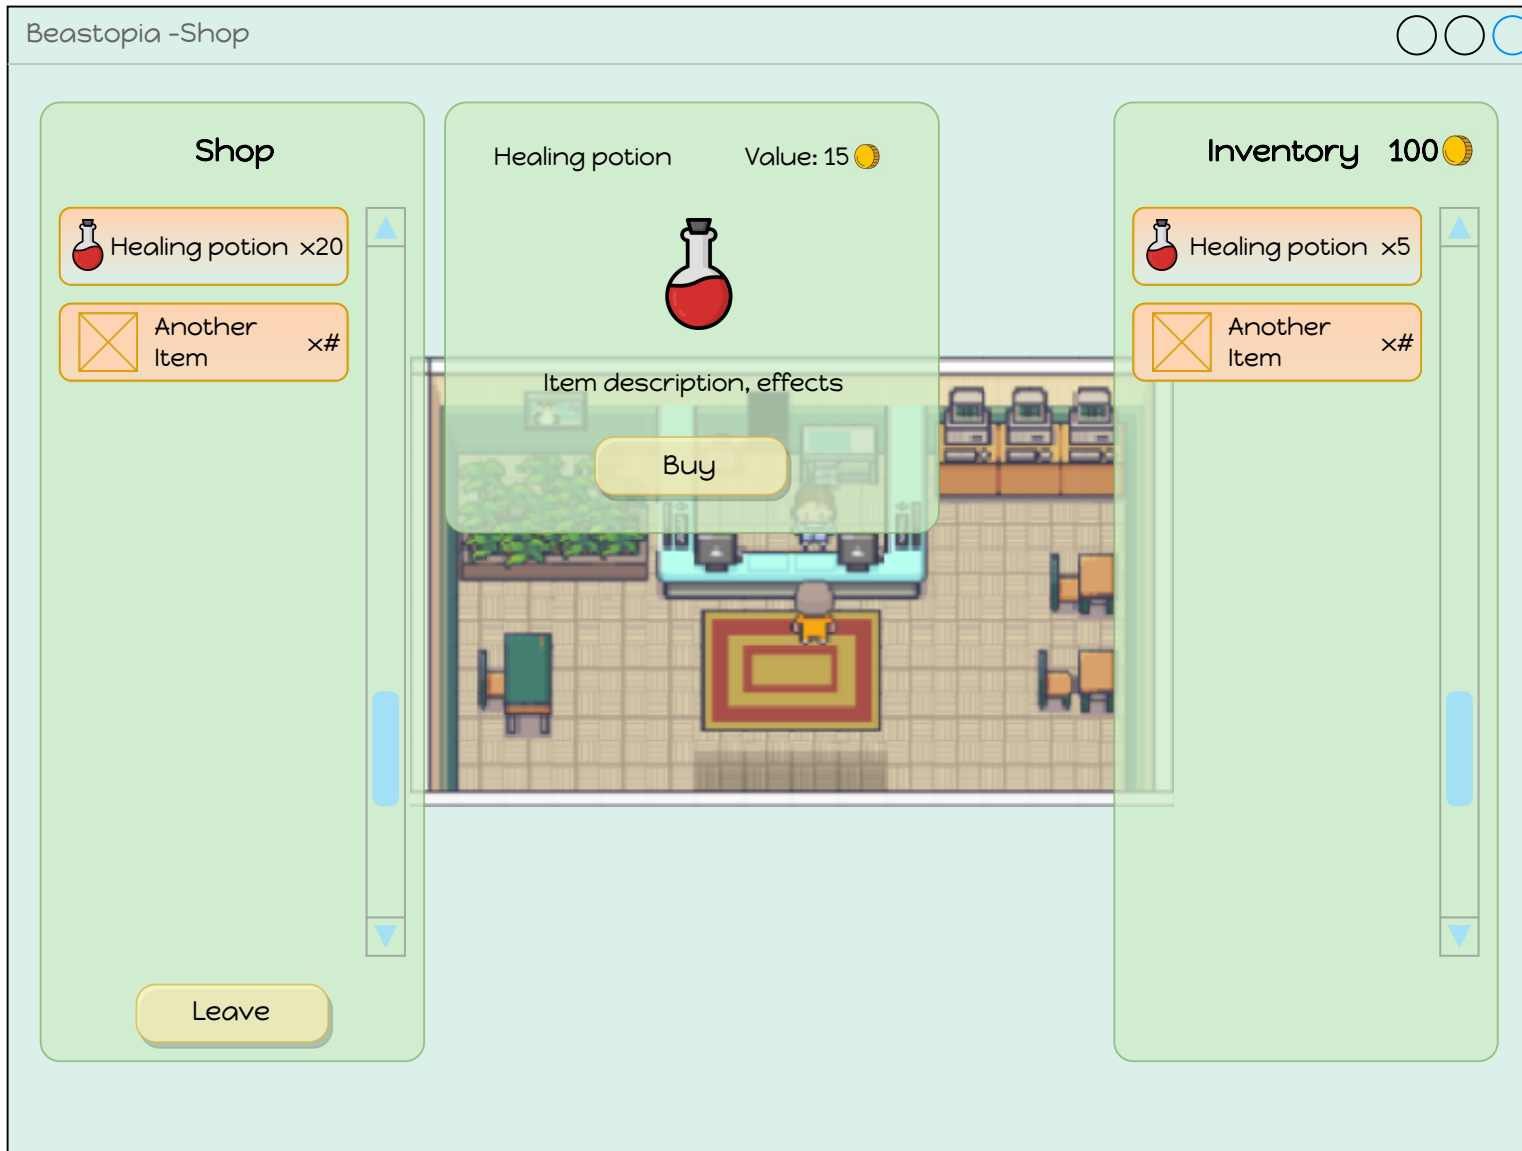 Beastopia -Shop
Shop
Healing potion x20
Another
Item x#
Leave
Healing potion Value: 15
Item description, effects
Buy
Inventory 100
Healing potion x5
Another
Item x#